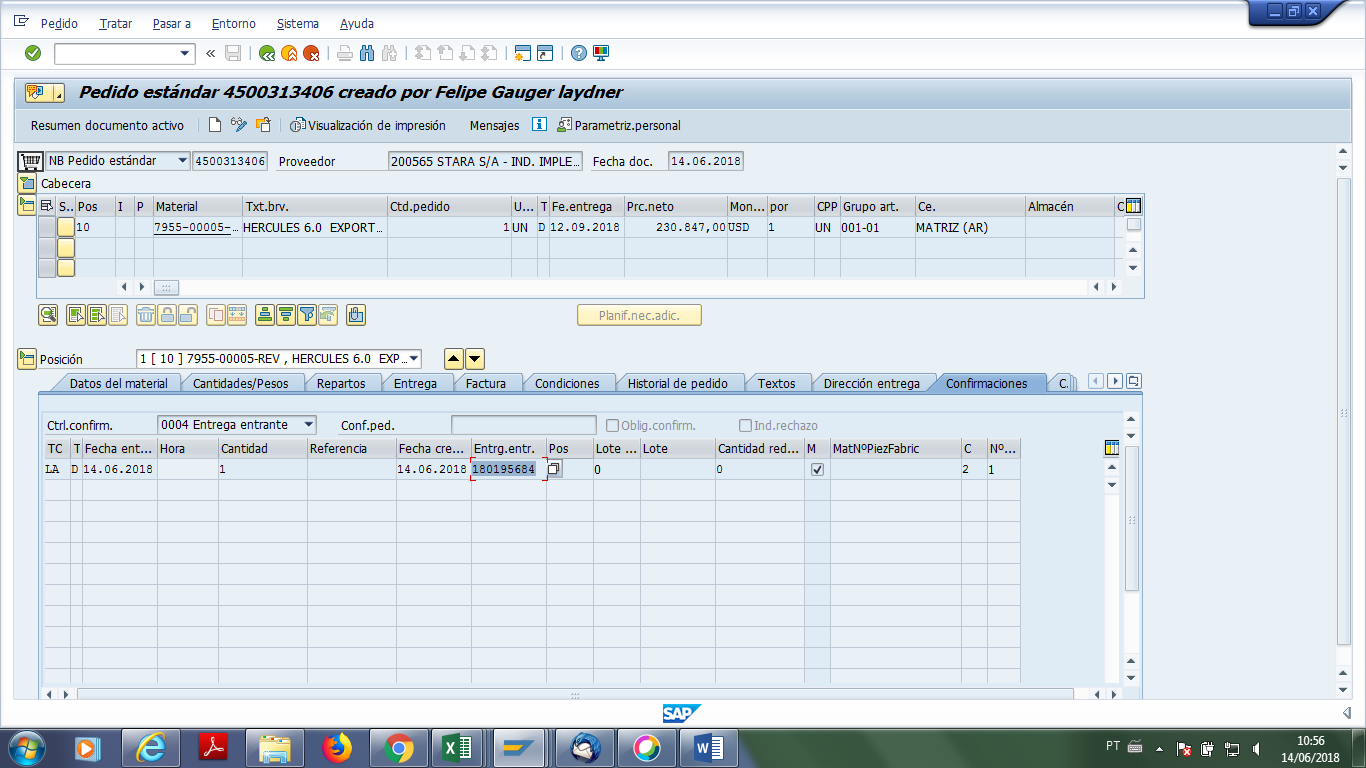 Pedido Tratar Pasar a Entorno Sistema Ayuda
Pedido estándar 4500313406 creado por Felipe Gauger laydner
Resumen documento activo Visualización de impresión Mensajes Parametriz.personal
NB Pedido estándar 4500313406 Proveedor 200565 STARA S/A - IND. IMPLE... Fecha doc. 14.06.2018
Cabecera
S.. Pos I P Material Txt.brv. Ctd.pedido U... T Fe.entrega Prc.neto Mon... por CPP Grupo art. Ce. Almacén C
10 7955-00005-... HERCULES 6.0 EXPORT... 1 UN D 12.09.2018 230.847,00 USD 1 UN 001-01 MATRIZ (AR)
Planif.nec.adic.
Posición 1 [ 10 ] 7955-00005-REV , HERCULES 6.0 EXP...
Datos del material Cantidades/Pesos Repartos Entrega Factura Condiciones Historial de pedido Textos Dirección entrega Confirmaciones C.
Ctrl.confirm. 0004 Entrega entrante Conf.ped. Oblig.confirm. Ind.rechazo
TC T Fecha ent... Hora Cantidad Referencia Fecha cre... Entrg.entr. Pos Lote ... Lote Cantidad red... M MatNºPiezFabric C Nº...
LA D 14.06.2018 1 14.06.2018 180195684 0 0 2 1
SAP
PT 10:56
14/06/2018